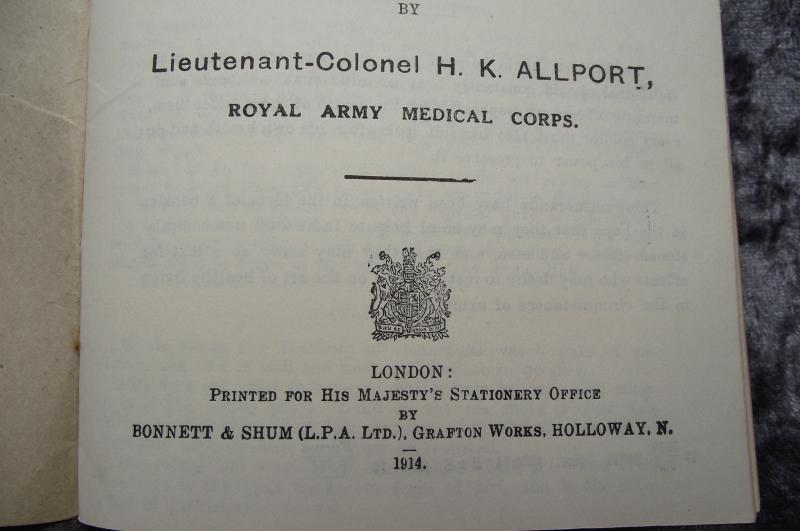 BY
Lieutenant-Colonel H. K. ALLPORT,
ROYAL ARMY MEDICAL CORPS.
LONDON:
PRINTED FOR HIS MAJESTY'S STATIONERY OFFICE
BY
BONNETT & SHUM (L.P.A. LTD.), GRAFTON WORKS, HOLLOWAY, N.
1914.